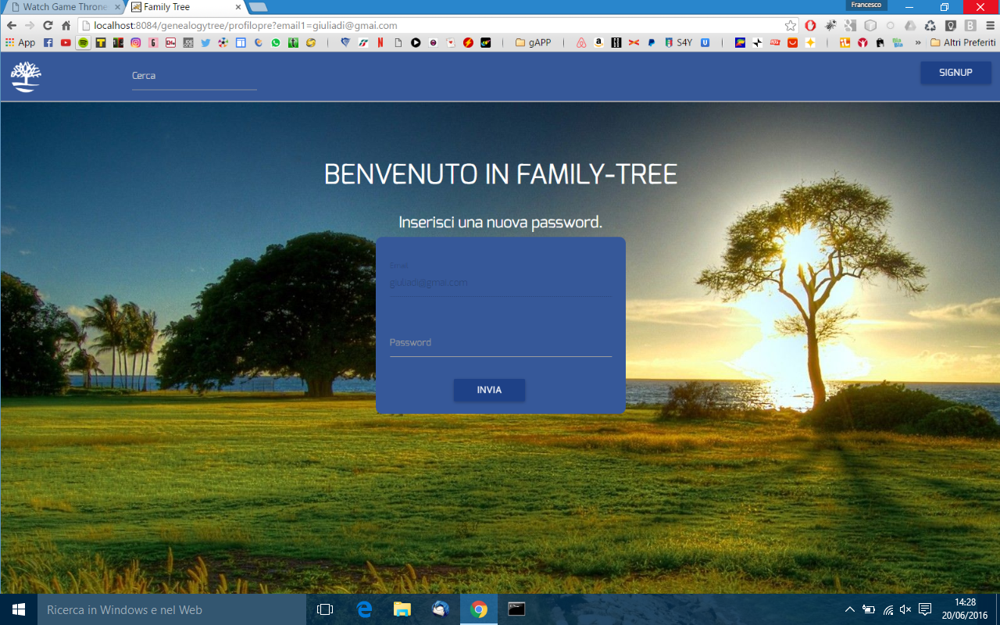 Francesco
Watch Game Throne
Family Tree
localhost:8084/genealogytree/profilopre?email1=giuliadi@gmai.com
App
gAPP
S4Y
Altri Preferiti
Cerca
SIGNUP
BENVENUTO IN FAMILY-TREE
Inserisci una nuova password.
Email
giuliadi@gmai.com
Password
INVIA
Ricerca in Windows e nel Web
14:28
20/06/2016